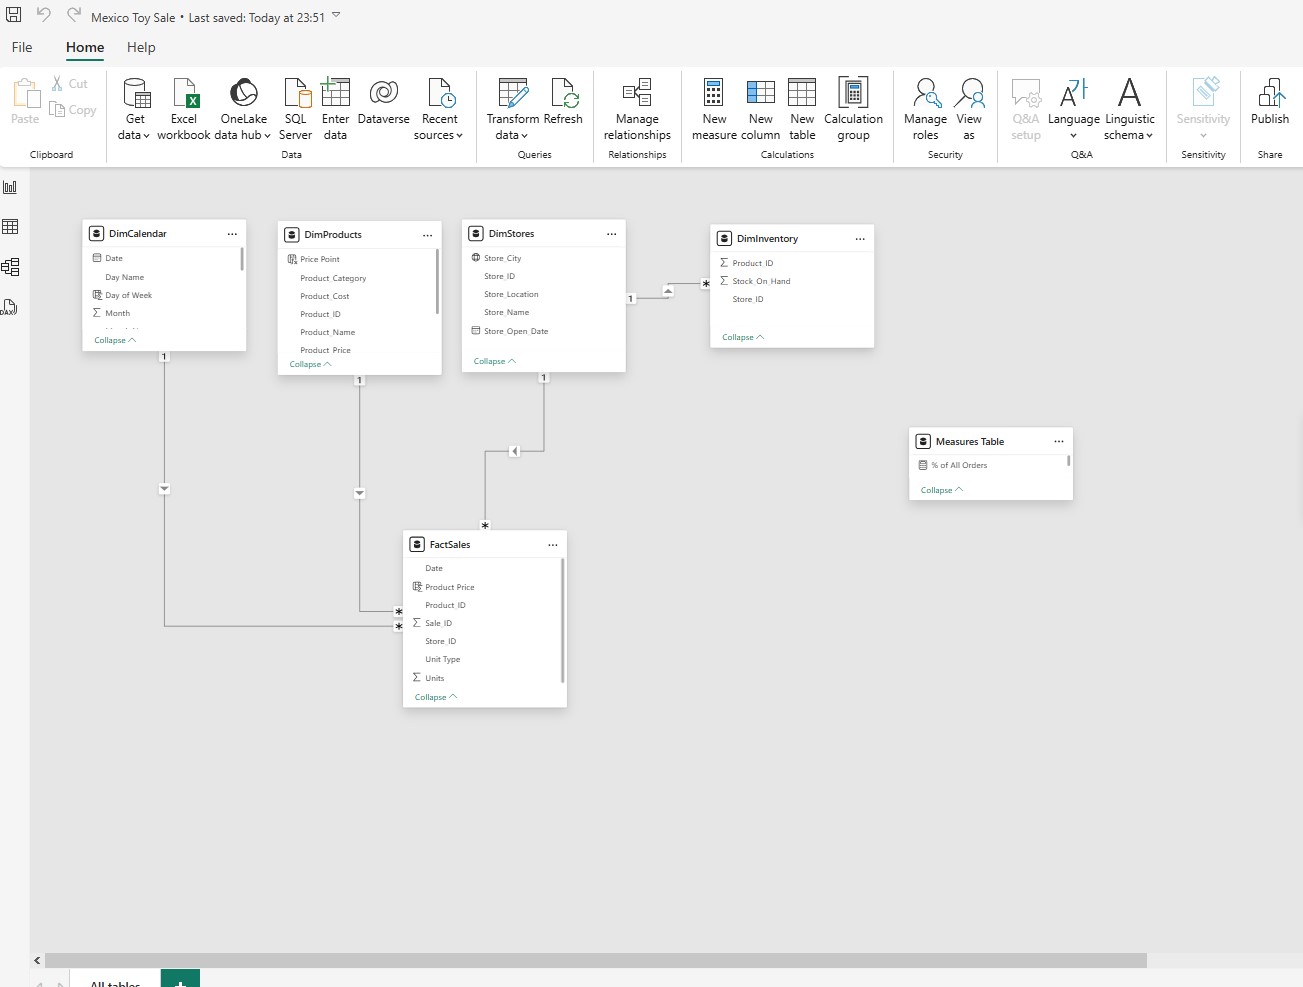 Mexico Toy Sale • Last saved: Today at 23:51
File Home Help
Paste
Cut
Copy
Clipboard
Get data
Excel workbook
OneLake data hub
SQL Server
Enter data
Dataverse
Recent sources
Data
Transform data
Refresh
Queries
Manage relationships
Relationships
New measure
New column
New table
Calculation group
Calculations
Manage roles
View as
Security
Q&A setup
Language
Linguistic schema
Q&A
Sensitivity
Sensitivity
Publish
Share
DAX
DimCalendar
Date
Day Name
Day of Week
Month
Collapse
1
DimProducts
Price Point
Product_Category
Product_Cost
Product_ID
Product_Name
Product_Price
Collapse
1
DimStores
Store_City
Store_ID
Store_Location
Store_Name
Store_Open_Date
Collapse
1
1
*
DimInventory
Product_ID
Stock_On_Hand
Store_ID
Collapse
Measures Table
% of All Orders
Collapse
*
*
*
FactSales
Date
Product Price
Product_ID
Sale_ID
Store_ID
Unit Type
Units
Collapse
All tables